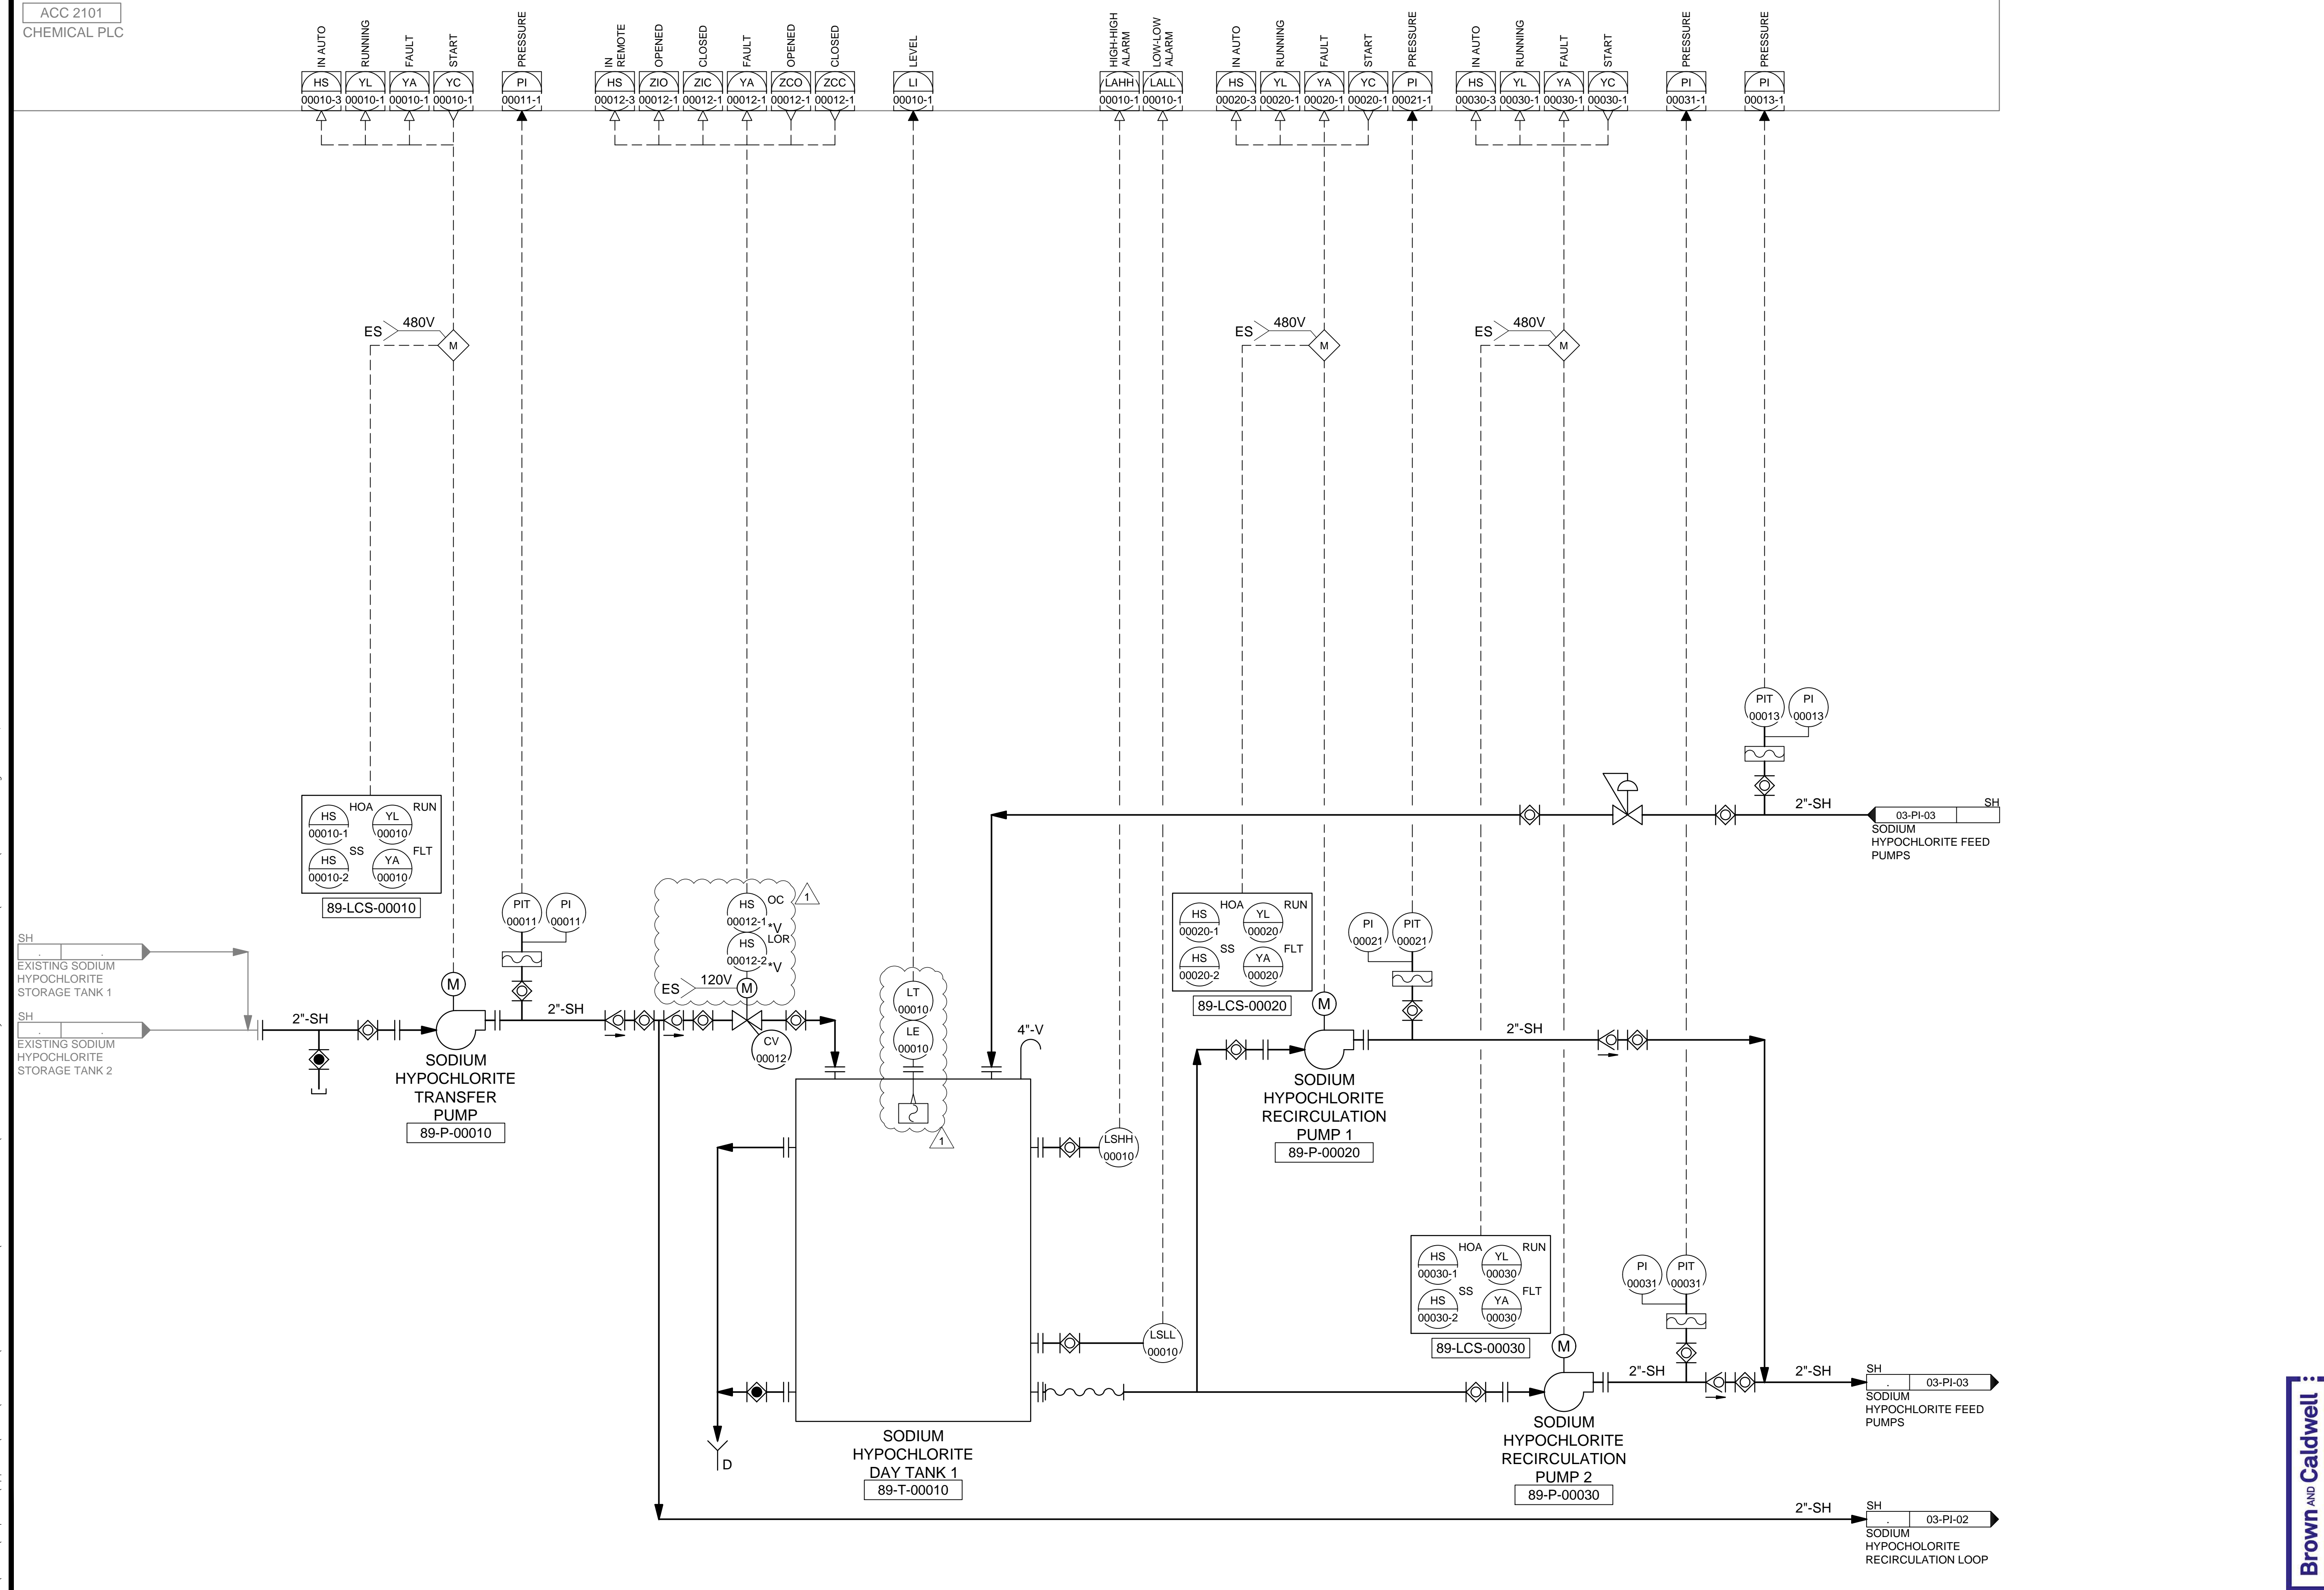 ACC 2101
CHEMICAL PLC
IN AUTO
RUNNING
FAULT
START
PRESSURE
IN
REMOTE
OPENED
CLOSED
FAULT
OPENED
CLOSED
LEVEL
HIGH-HIGH
ALARM
LOW-LOW
ALARM
IN AUTO
RUNNING
FAULT
START
PRESSURE
IN AUTO
RUNNING
FAULT
START
PRESSURE
PRESSURE
HS YL YA YC PI HS ZIO ZIC YA ZCO ZCC LI LAHH LALL HS YL YA YC PI HS YL YA YC PI PI
00010-3 00010-1 00010-1 00010-1 00011-1 00012-3 00012-1 00012-1 00012-1 00012-1 00012-1 00010-1 00010-1 00010-1 00020-3 00020-1 00020-1 00020-1 00021-1 00030-3 00030-1 00030-1 00030-1 00031-1 00013-1
ES 480V
M
ES 480V
M
ES 480V
M
PIT
00013
PI
00013
2"-SH
SH
03-PI-03
SODIUM
HYPOCHLORITE FEED
PUMPS
HS
00010-1
HOA
YL
00010
RUN
HS
00010-2
SS
YA
00010
FLT
89-LCS-00010
PIT
00011
PI
00011
HS
00012-1
OC
*V
HS
00012-2
LOR
*V
1
ES 120V
M
CV
00012
LT
00010
LE
00010
1
4"-V
HS
00020-1
HOA
YL
00020
RUN
HS
00020-2
SS
YA
00020
FLT
89-LCS-00020
PI
00021
PIT
00021
SH
. .
EXISTING SODIUM
HYPOCHLORITE
STORAGE TANK 1
SH
. .
EXISTING SODIUM
HYPOCHLORITE
STORAGE TANK 2
2"-SH
M
SODIUM
HYPOCHLORITE
TRANSFER
PUMP
89-P-00010
2"-SH
M
SODIUM
HYPOCHLORITE
RECIRCULATION
PUMP 1
89-P-00020
2"-SH
LSHH
00010
LSLL
00010
HS
00030-1
HOA
YL
00030
RUN
HS
00030-2
SS
YA
00030
FLT
89-LCS-00030
PI
00031
PIT
00031
M
SODIUM
HYPOCHLORITE
RECIRCULATION
PUMP 2
89-P-00030
2"-SH
2"-SH
SH
. 03-PI-03
SODIUM
HYPOCHLORITE FEED
PUMPS
D
SODIUM
HYPOCHLORITE
DAY TANK 1
89-T-00010
2"-SH
SH
. 03-PI-02
SODIUM
HYPOCHOLORITE
RECIRCULATION LOOP
Brown AND Caldwell